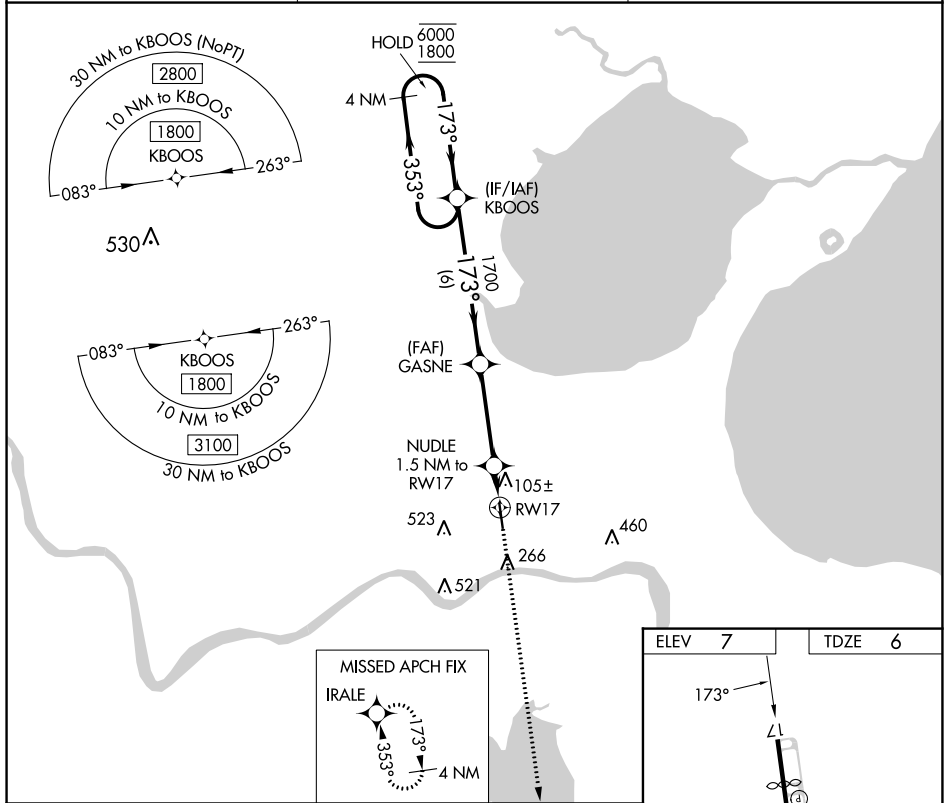 30 NM to KBOOS (NoPT)
2800
10 NM to KBOOS
1800
KBOOS
083°
263°
530
HOLD
6000
1800
4 NM
173°
353°
(IF/IAF)
KBOOS
1700
173°
(6)
083°
263°
KBOOS
1800
10 NM to KBOOS
3100
30 NM to KBOOS
(FAF)
GASNE
NUDLE
1.5 NM to
RW17
105±
RW17
523
460
266
521
MISSED APCH FIX
IRALE
173°
353°
4 NM
ELEV 7
TDZE 6
173°
17
P